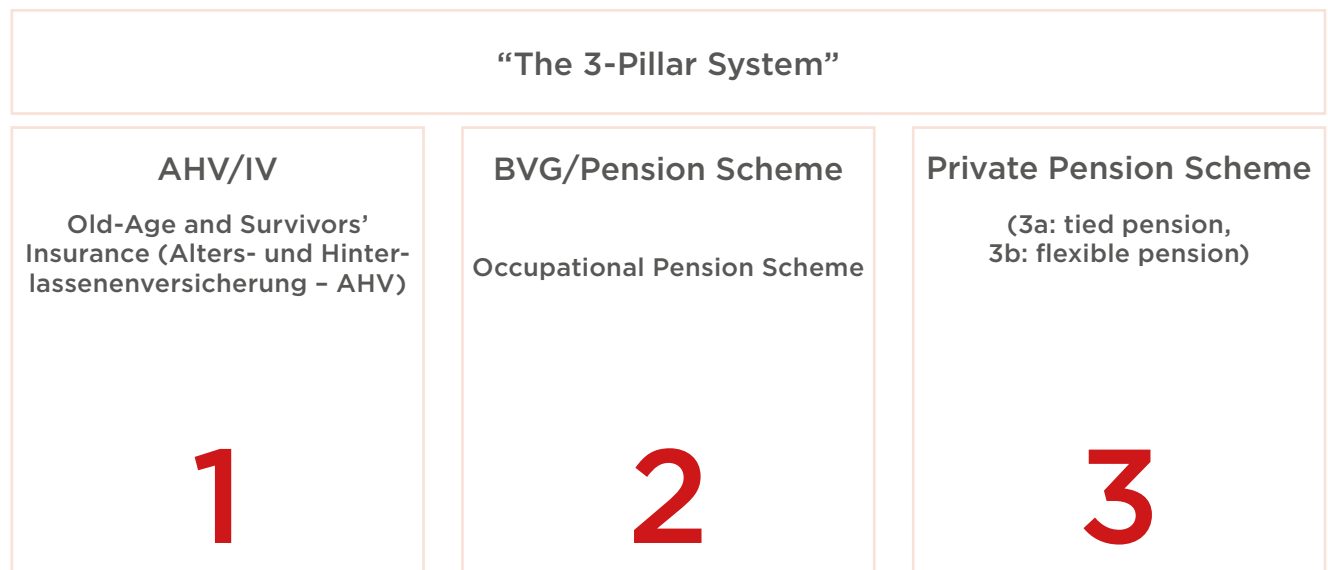 “The 3-Pillar System”
AHV/IV
Old-Age and Survivors’
Insurance (Alters- und Hinter-
lassenenversicherung – AHV)
1
BVG/Pension Scheme
Occupational Pension Scheme
2
Private Pension Scheme
(3a: tied pension,
3b: flexible pension)
3